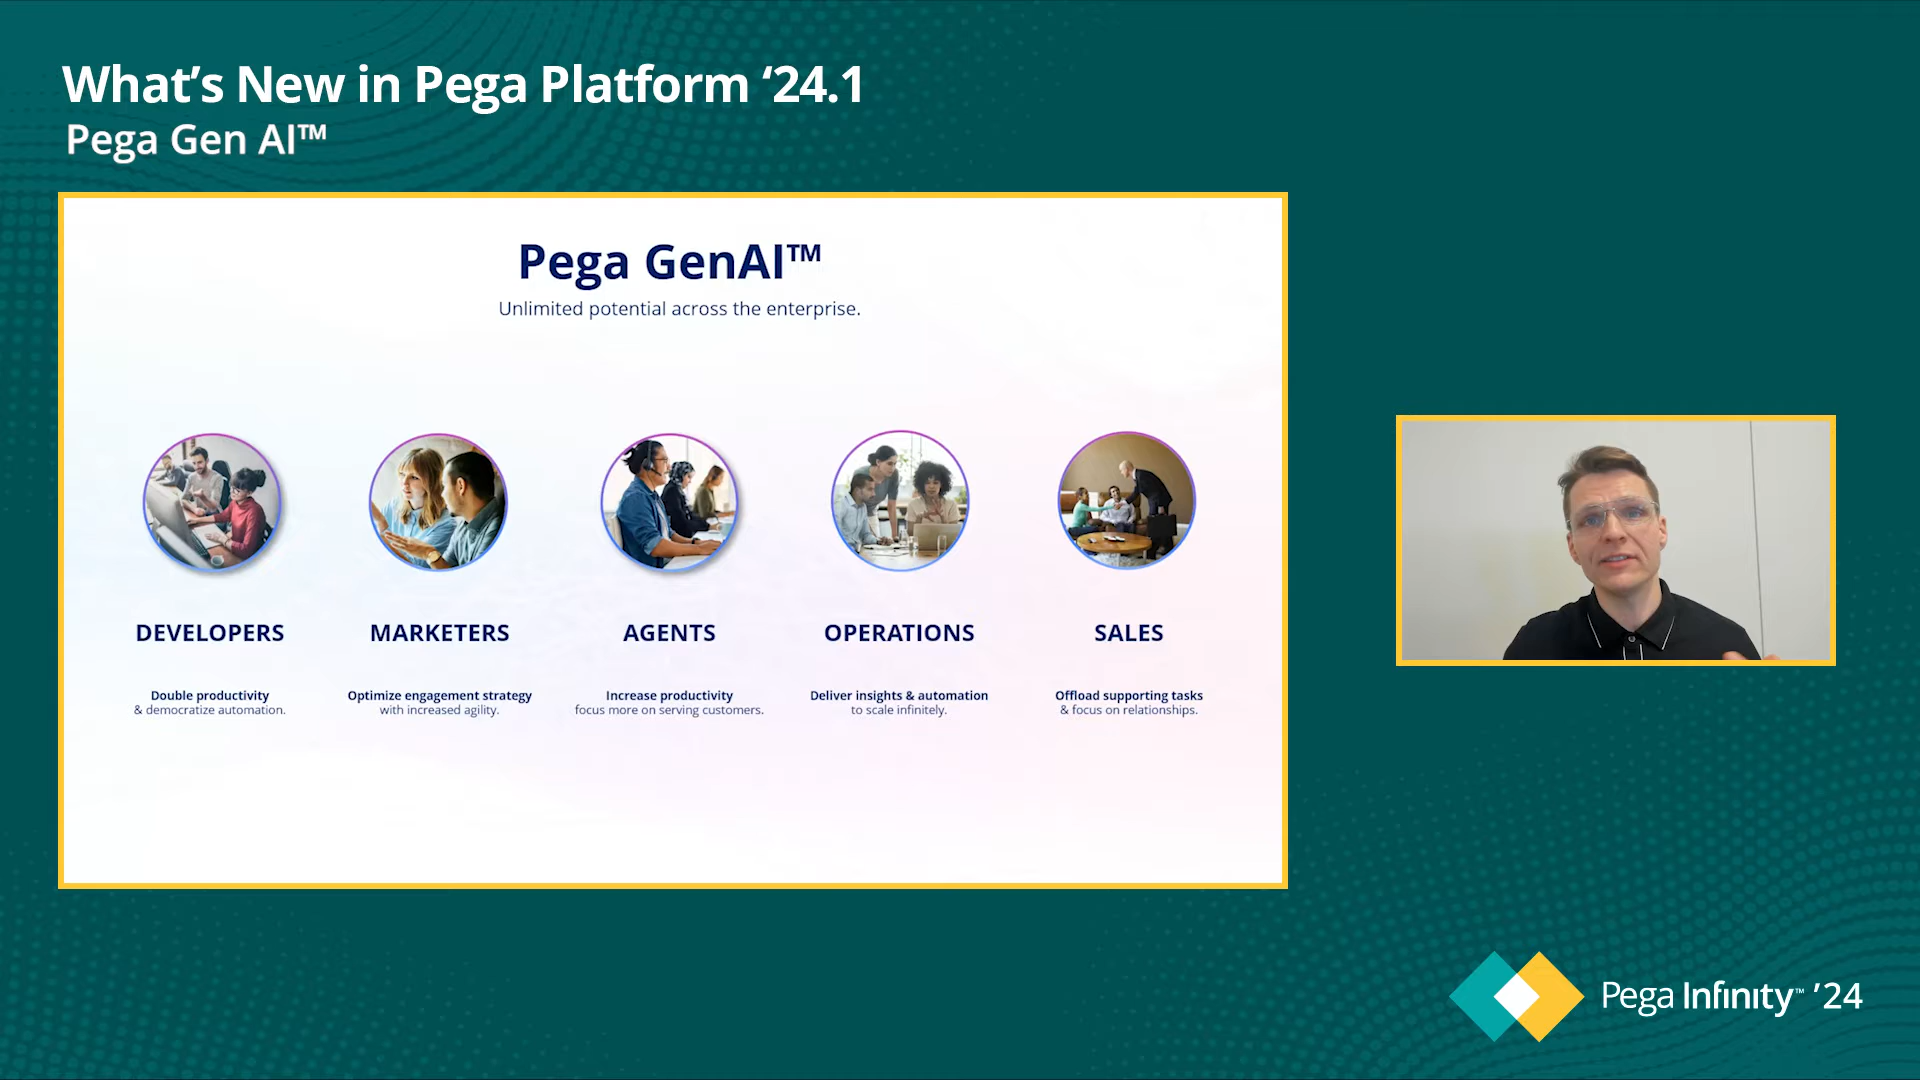 What’s New in Pega Platform ‘24.1
Pega Gen AI™
Pega GenAI™
Unlimited potential across the enterprise.
DEVELOPERS
Double productivity
& democratize automation.
MARKETERS
Optimize engagement strategy
with increased agility.
AGENTS
Increase productivity
focus more on serving customers.
OPERATIONS
Deliver insights & automation
to scale infinitely.
SALES
Offload supporting tasks
& focus on relationships.
Pega Infinity™ ’24